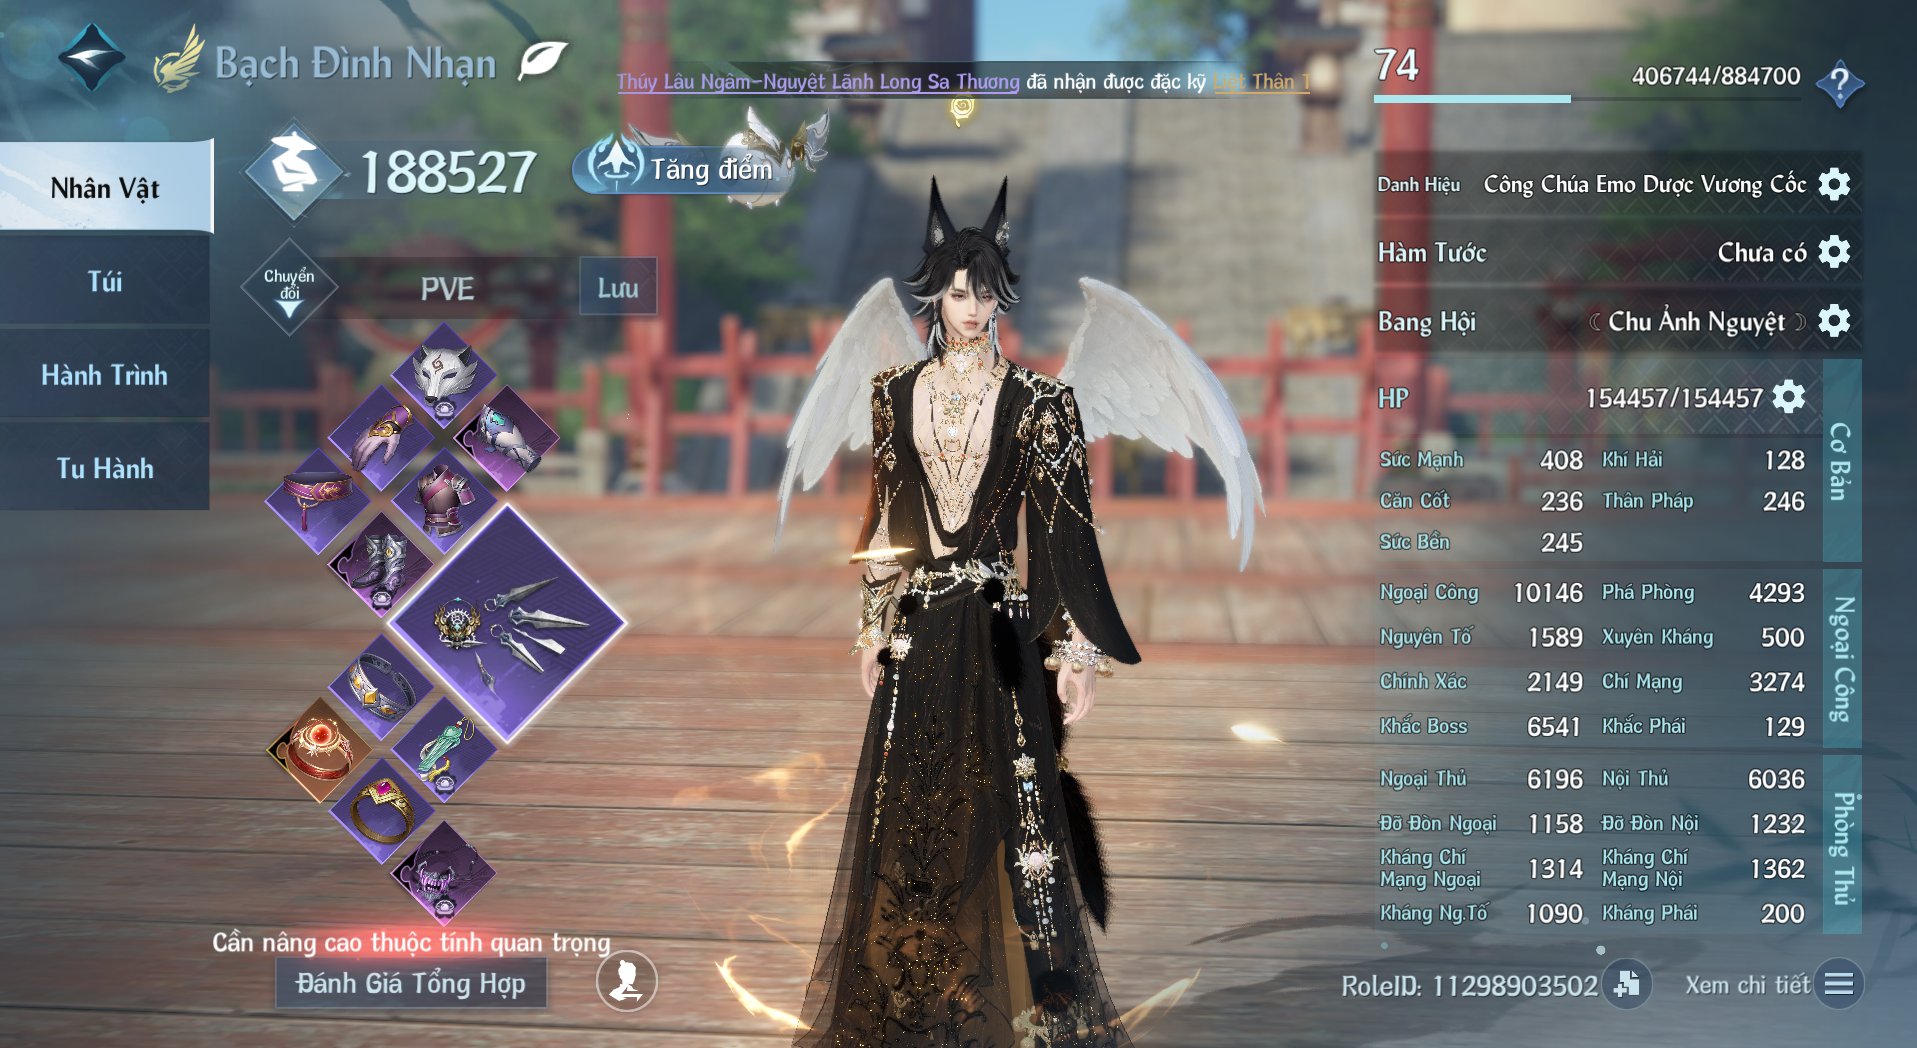 Bạch Đình Nhạn
Thúy Lâu Ngâm-Nguyệt Lãnh Long Sa Thương đã nhận được đặc kỹ Liệt Thân 1
74
406744/884700
?
Nhân Vật
Túi
Hành Trình
Tu Hành
188527
Tăng điểm
Chuyển đổi
PVE
Lưu
Danh Hiệu Công Chúa Emo Dược Vương Cốc
Hàm Tước Chưa có
Bang Hội ☾Chu Ảnh Nguyệt☽
HP 154457/154457
Sức Mạnh 408 Khí Hải 128
Căn Cốt 236 Thân Pháp 246
Sức Bền 245
Cơ Bản
Ngoại Công 10146 Phá Phòng 4293
Nguyên Tố 1589 Xuyên Kháng 500
Chính Xác 2149 Chí Mạng 3274
Khắc Boss 6541 Khắc Phái 129
Ngoại Công
Ngoại Thủ 6196 Nội Thủ 6036
Đỡ Đòn Ngoại 1158 Đỡ Đòn Nội 1232
Kháng Chí Mạng Ngoại 1314 Kháng Chí Mạng Nội 1362
Kháng Ng.Tố 1090 Kháng Phái 200
Phòng Thủ
Cần nâng cao thuộc tính quan trọng
Đánh Giá Tổng Hợp
RoleID: 11298903502
Xem chi tiết